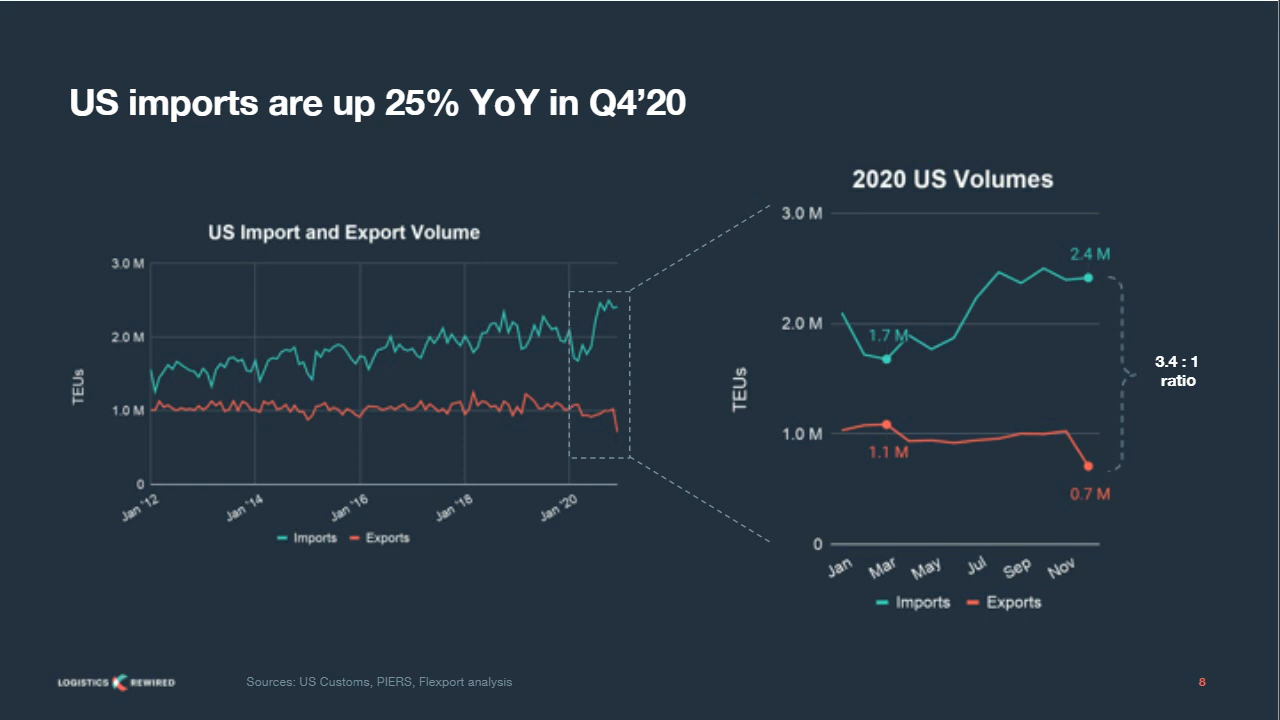 US imports are up 25% YoY in Q4’20
US Import and Export Volume
3.0 M
2.0 M
1.0 M
0
TEUs
Jan '12
Jan '14
Jan '16
Jan '18
Jan '20
Imports
Exports
2020 US Volumes
3.0 M
2.0 M
1.0 M
0
TEUs
2.4 M
1.7 M
1.1 M
0.7 M
Jan
Mar
May
Jul
Sep
Nov
Imports
Exports
3.4 : 1
ratio
LOGISTICS REWIRED
Sources: US Customs, PIERS, Flexport analysis
8